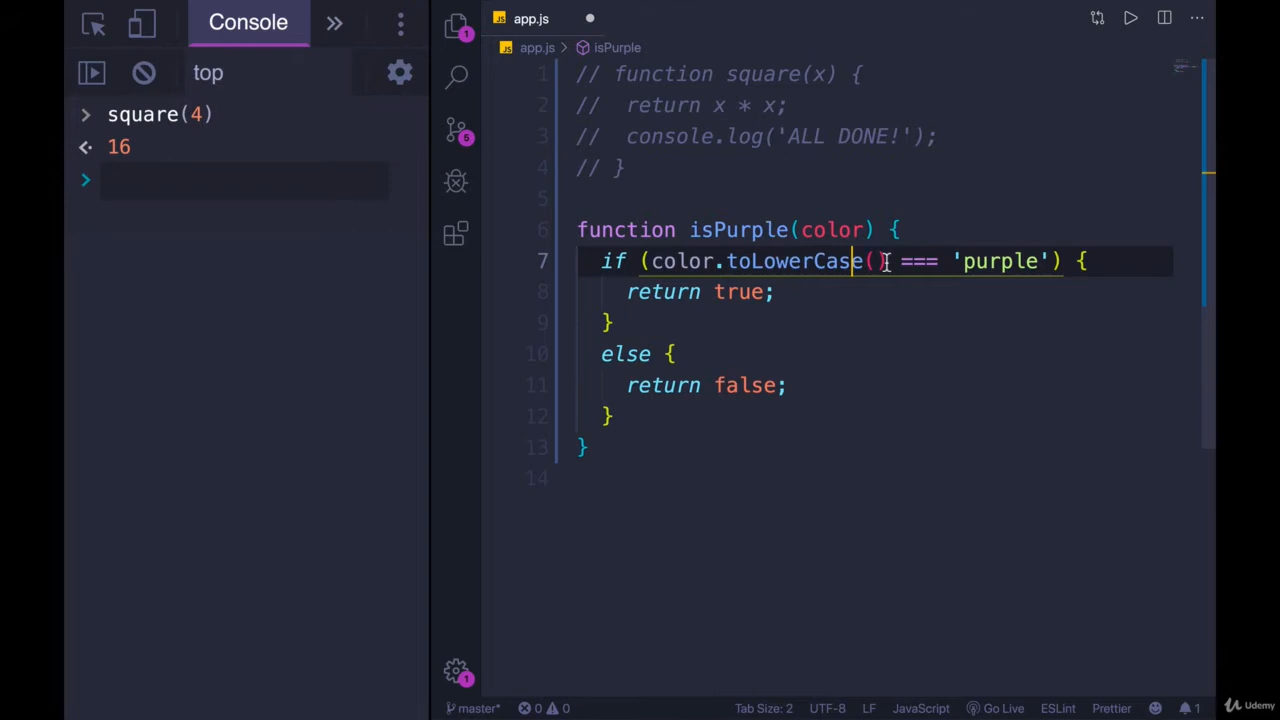 Console
top
square(4)
16
1
5
1
app.js
app.js > isPurple
1 // function square(x) {
2 //  return x * x;
3 //  console.log('ALL DONE!');
4 // }
5
6 function isPurple(color) {
7   if (color.toLowerCase() === 'purple') {
8     return true;
9   }
10   else {
11     return false;
12   }
13 }
14
master* 0 0 Tab Size: 2 UTF-8 LF JavaScript Go Live ESLint Prettier 1
Udemy